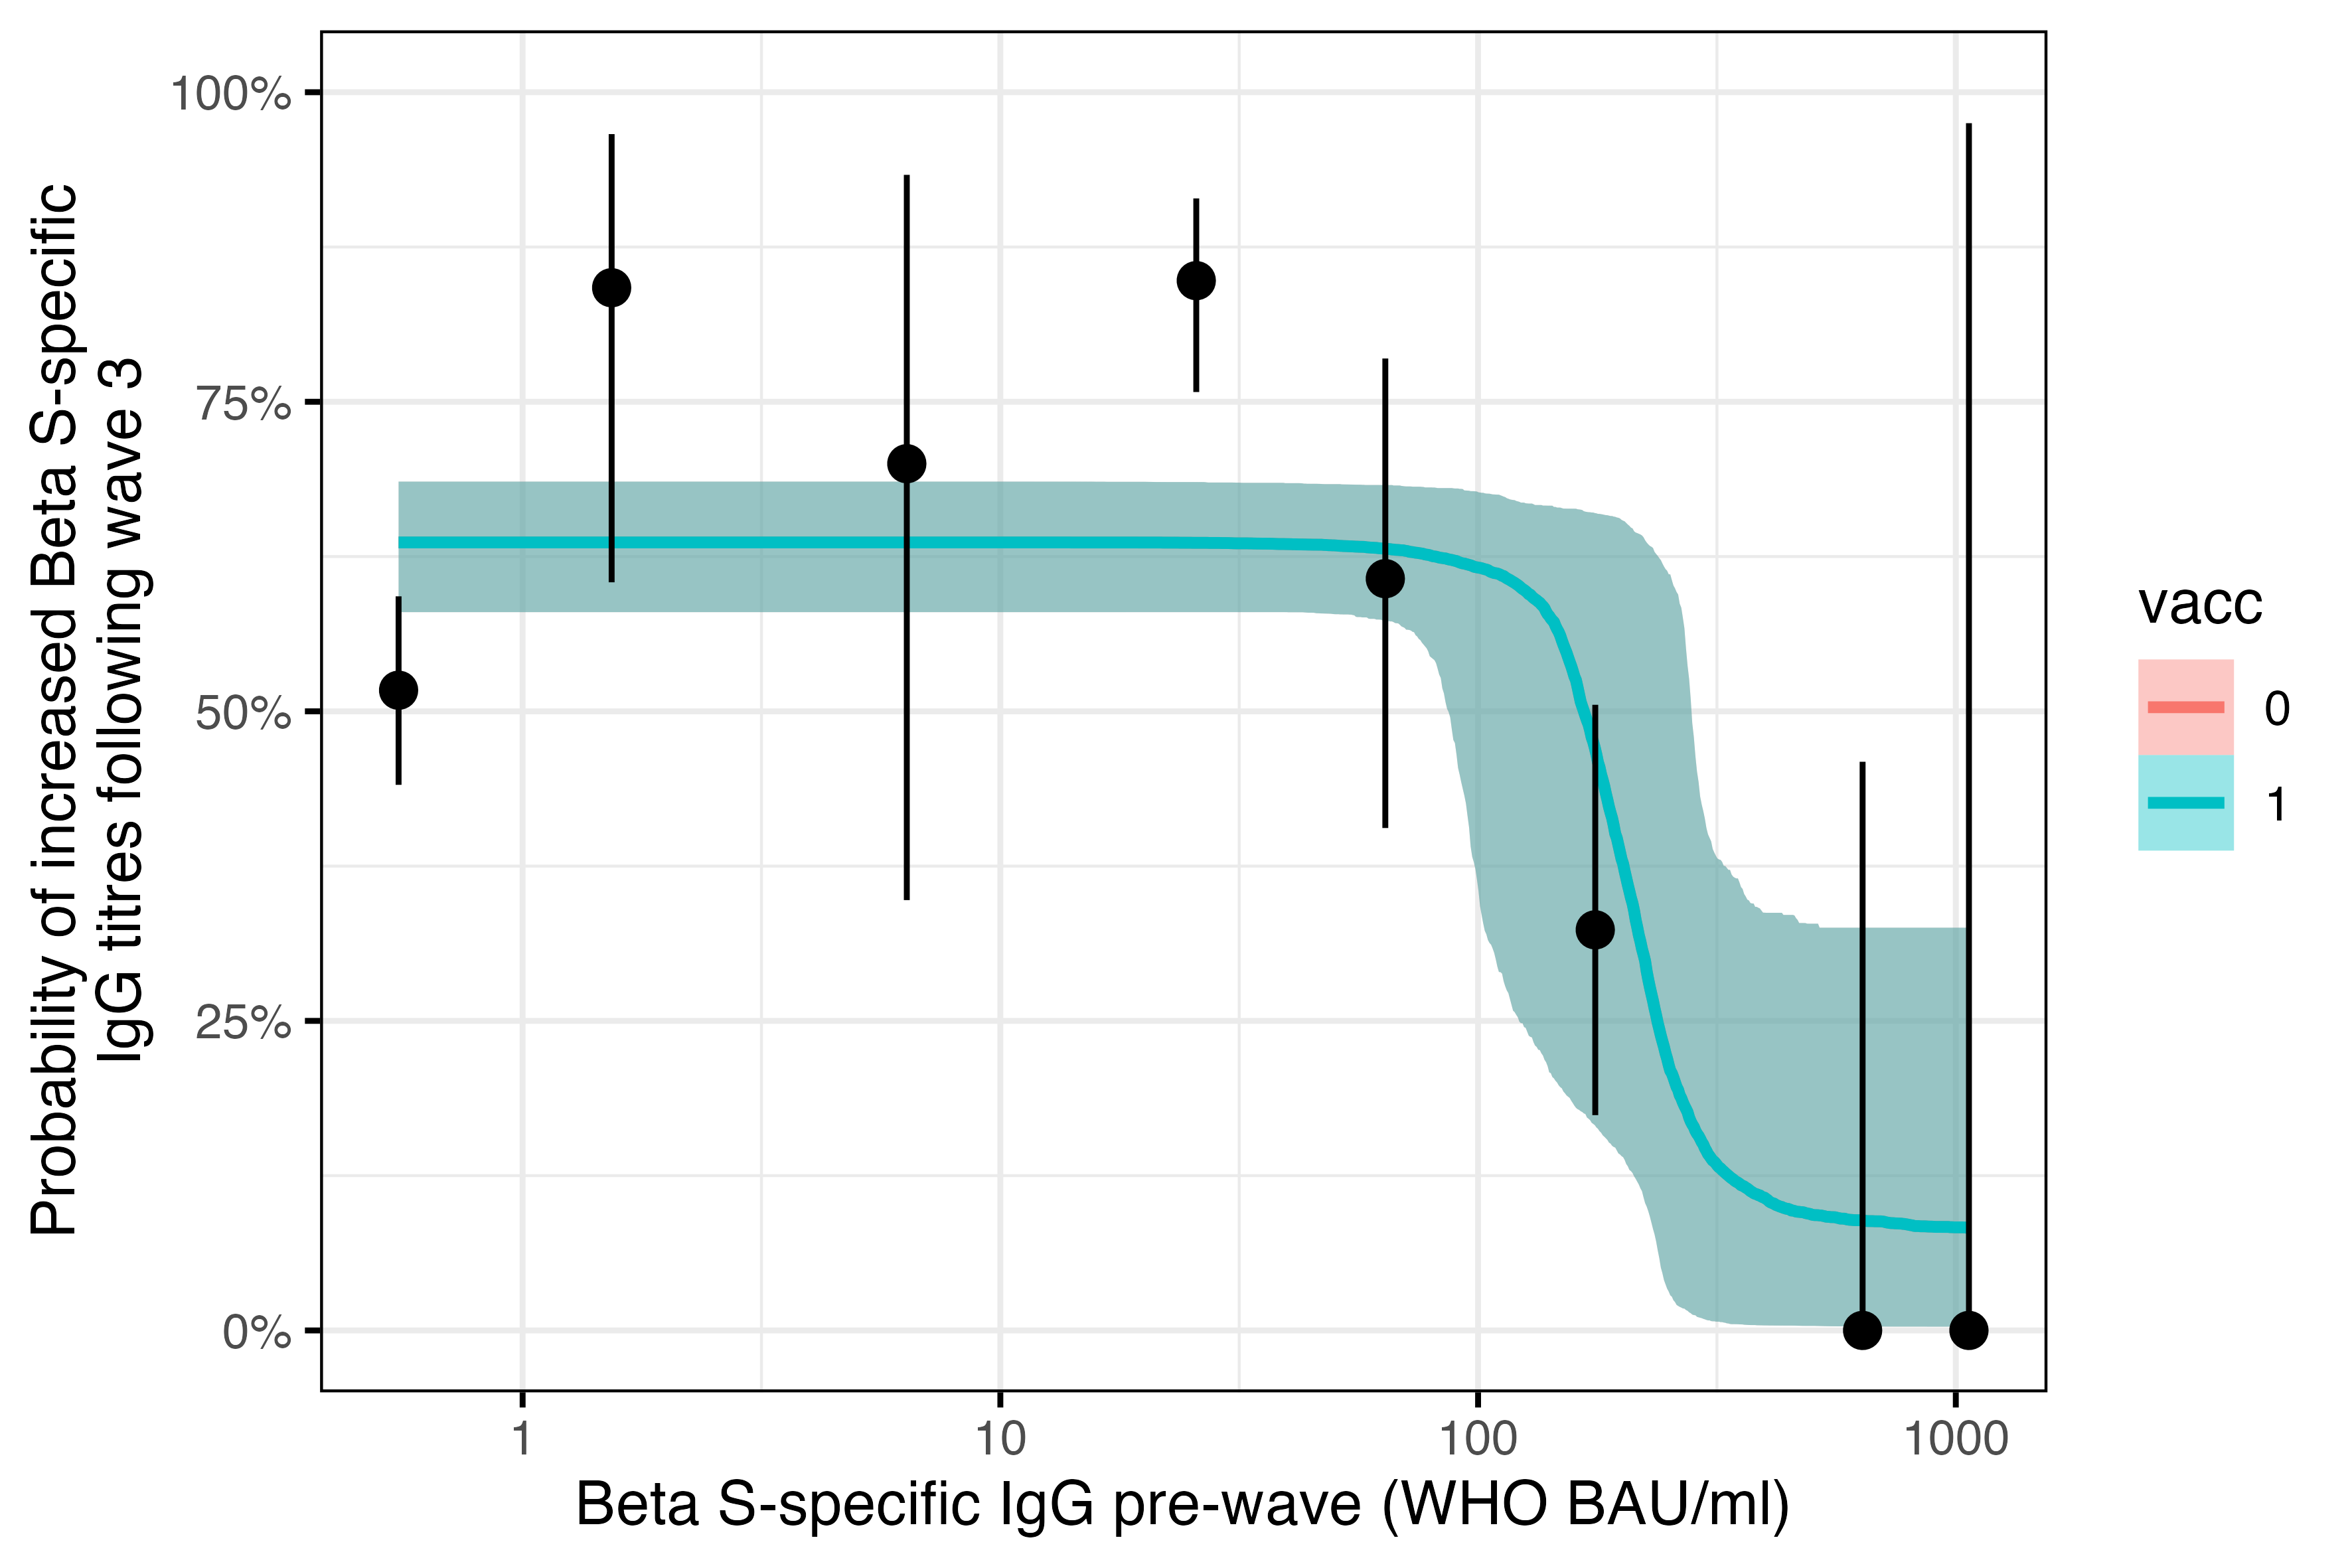 Probability of increased Beta S-specific
IgG titres following wave 3
100%
75%
50%
25%
0%
1
10
100
1000
Beta S-specific IgG pre-wave (WHO BAU/ml)
vacc
0
1